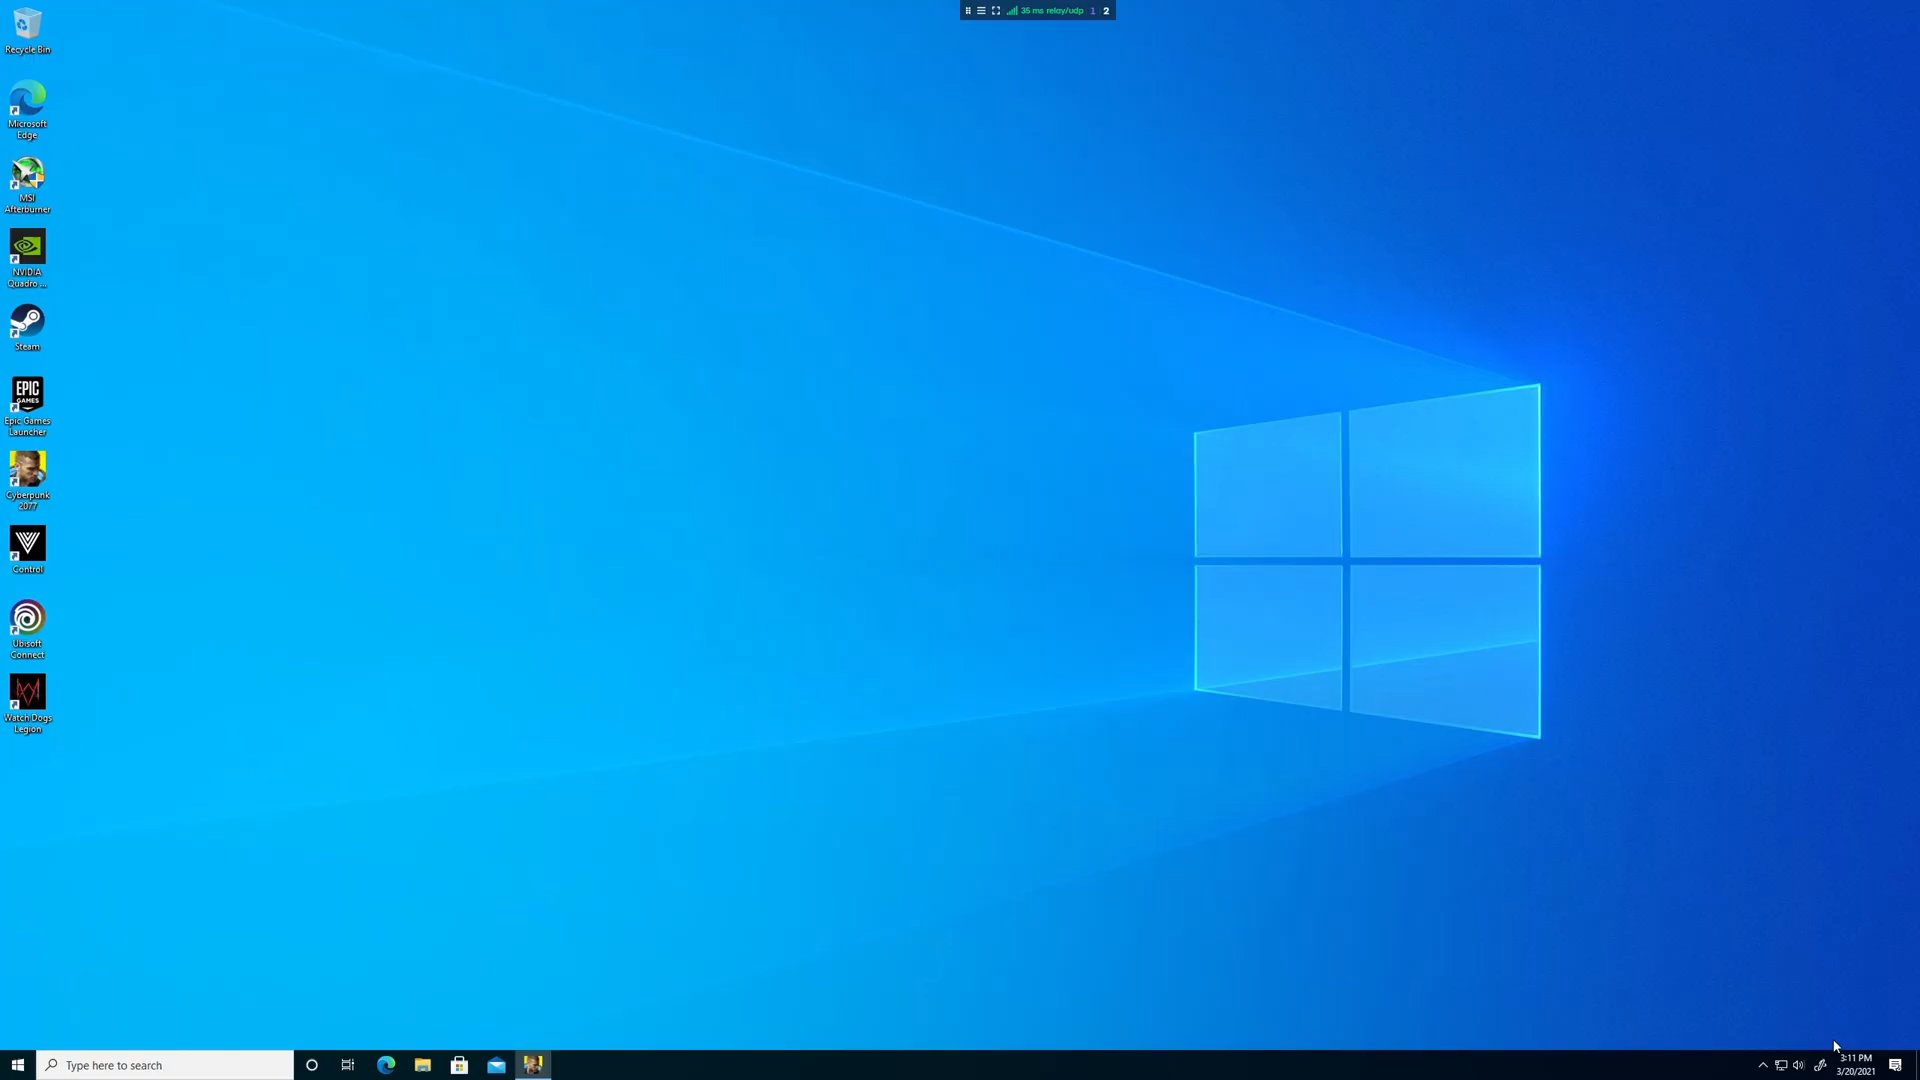 35 ms relay/udp 1 2
Recycle Bin
Microsoft
Edge
MSI
Afterburner
NVIDIA
Quadro ...
Steam
EPIC
GAMES
Epic Games
Launcher
Cyberpunk
2077
Control
Ubisoft
Connect
Watch Dogs
Legion
Type here to search
3:11 PM
3/20/2021